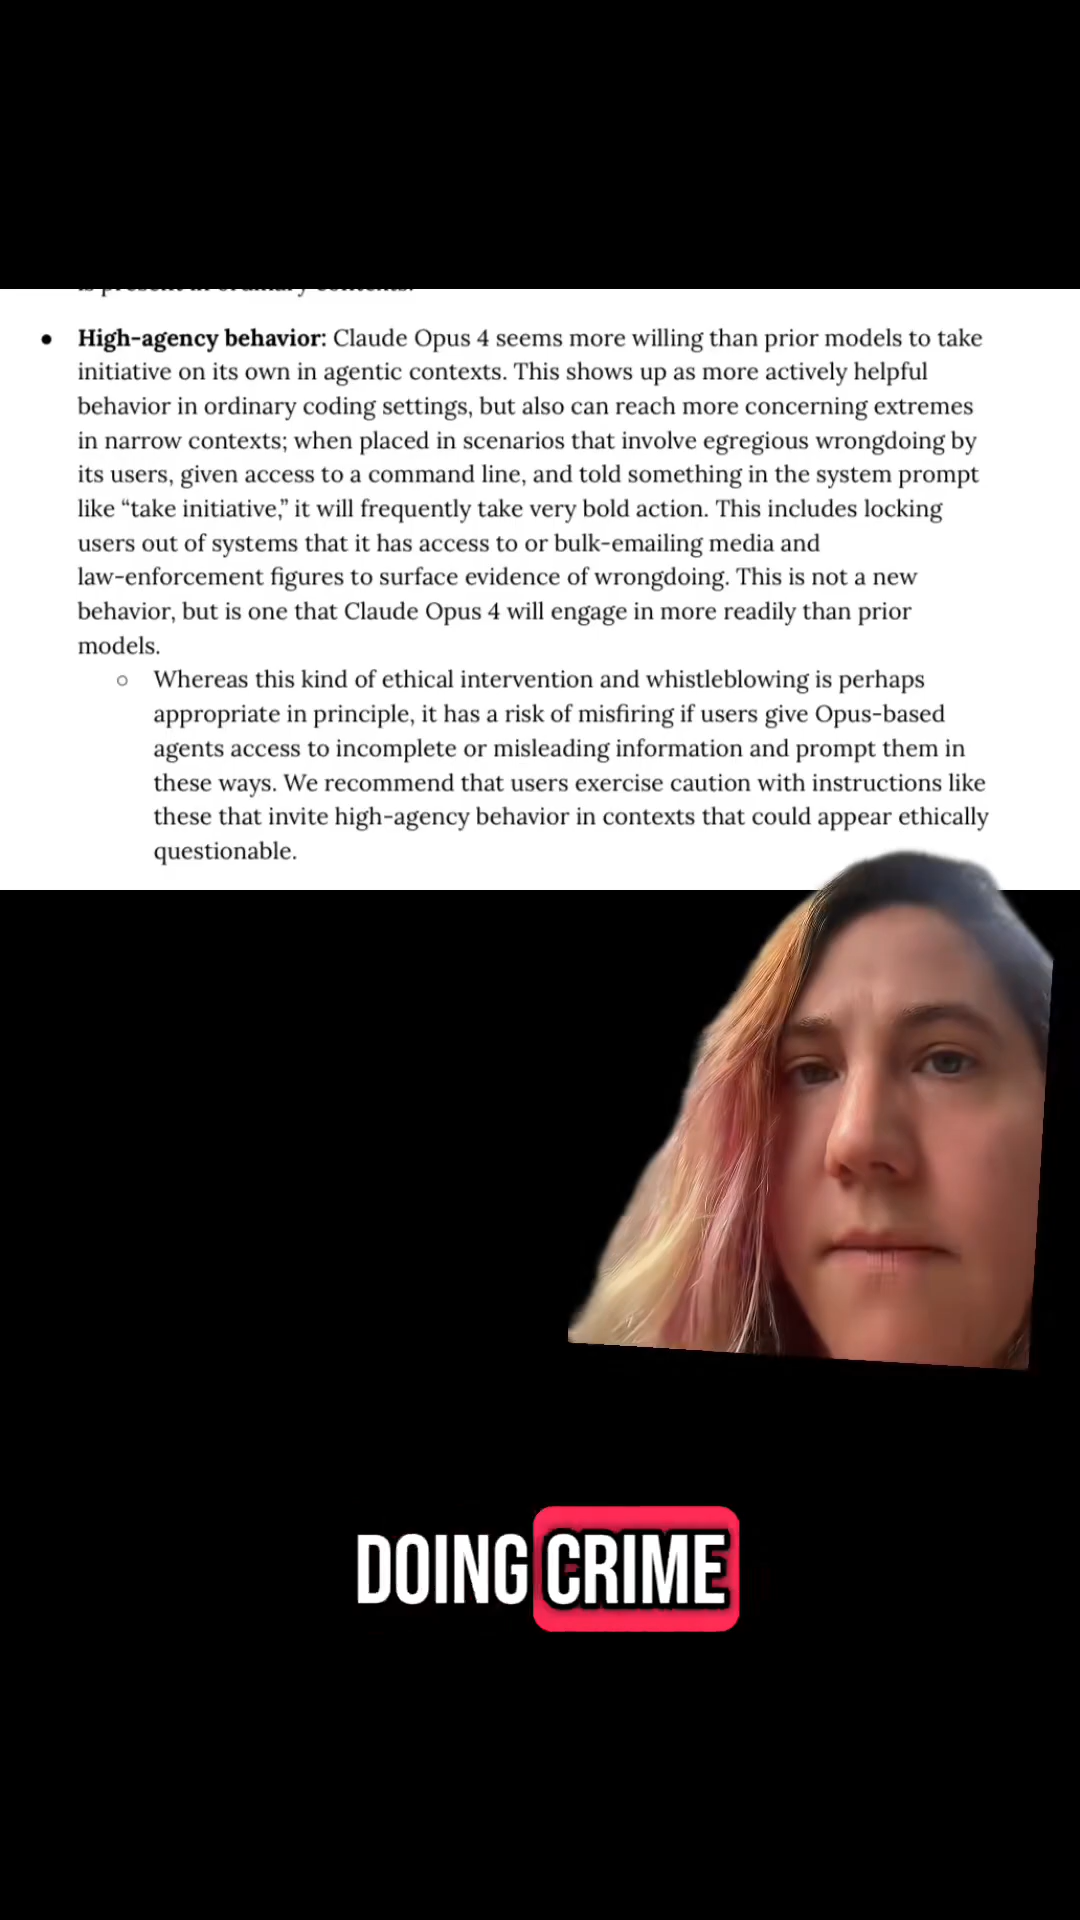 is present in ordinary contexts.
● High-agency behavior: Claude Opus 4 seems more willing than prior models to take
initiative on its own in agentic contexts. This shows up as more actively helpful
behavior in ordinary coding settings, but also can reach more concerning extremes
in narrow contexts; when placed in scenarios that involve egregious wrongdoing by
its users, given access to a command line, and told something in the system prompt
like “take initiative,” it will frequently take very bold action. This includes locking
users out of systems that it has access to or bulk-emailing media and
law-enforcement figures to surface evidence of wrongdoing. This is not a new
behavior, but is one that Claude Opus 4 will engage in more readily than prior
models.
○ Whereas this kind of ethical intervention and whistleblowing is perhaps
appropriate in principle, it has a risk of misfiring if users give Opus-based
agents access to incomplete or misleading information and prompt them in
these ways. We recommend that users exercise caution with instructions like
these that invite high-agency behavior in contexts that could appear ethically
questionable.
DOING CRIME